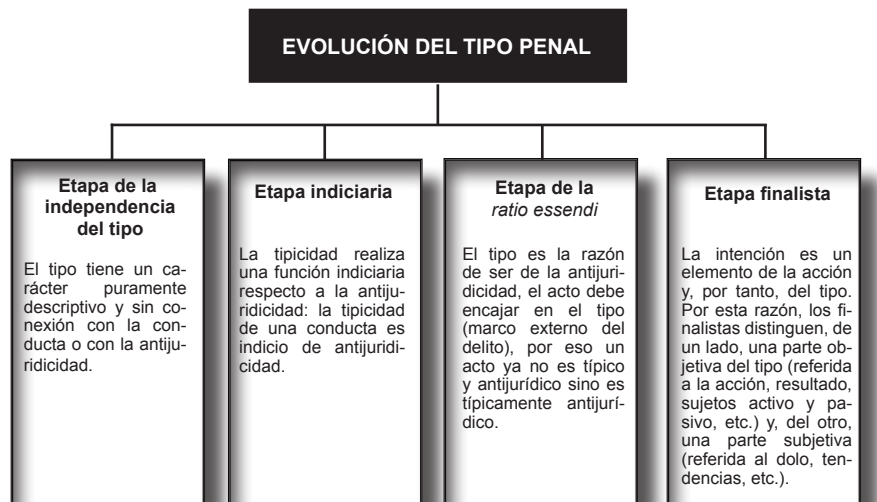 EVOLUCIÓN DEL TIPO PENAL
Etapa de la
independencia
del tipo
El tipo tiene un ca-
rácter puramente
descriptivo y sin co-
nexión con la con-
ducta o con la antiju-
ridicidad.
Etapa indiciaria
La tipicidad realiza
una función indiciaria
respecto a la antiju-
ridicidad: la tipicidad
de una conducta es
indicio de antijuridi-
cidad.
Etapa de la
ratio essendi
El tipo es la razón
de ser de la antijuri-
dicidad, el acto debe
encajar en el tipo
(marco externo del
delito), por eso un
acto ya no es típico
y antijurídico sino es
típicamente antijurí-
dico.
Etapa finalista
La intención es un
elemento de la acción
y, por tanto, del tipo.
Por esta razón, los fi-
nalistas distinguen, de
un lado, una parte ob-
jetiva del tipo (referida
a la acción, resultado,
sujetos activo y pa-
sivo, etc.) y, del otro,
una parte subjetiva
(referida al dolo, ten-
dencias, etc.).